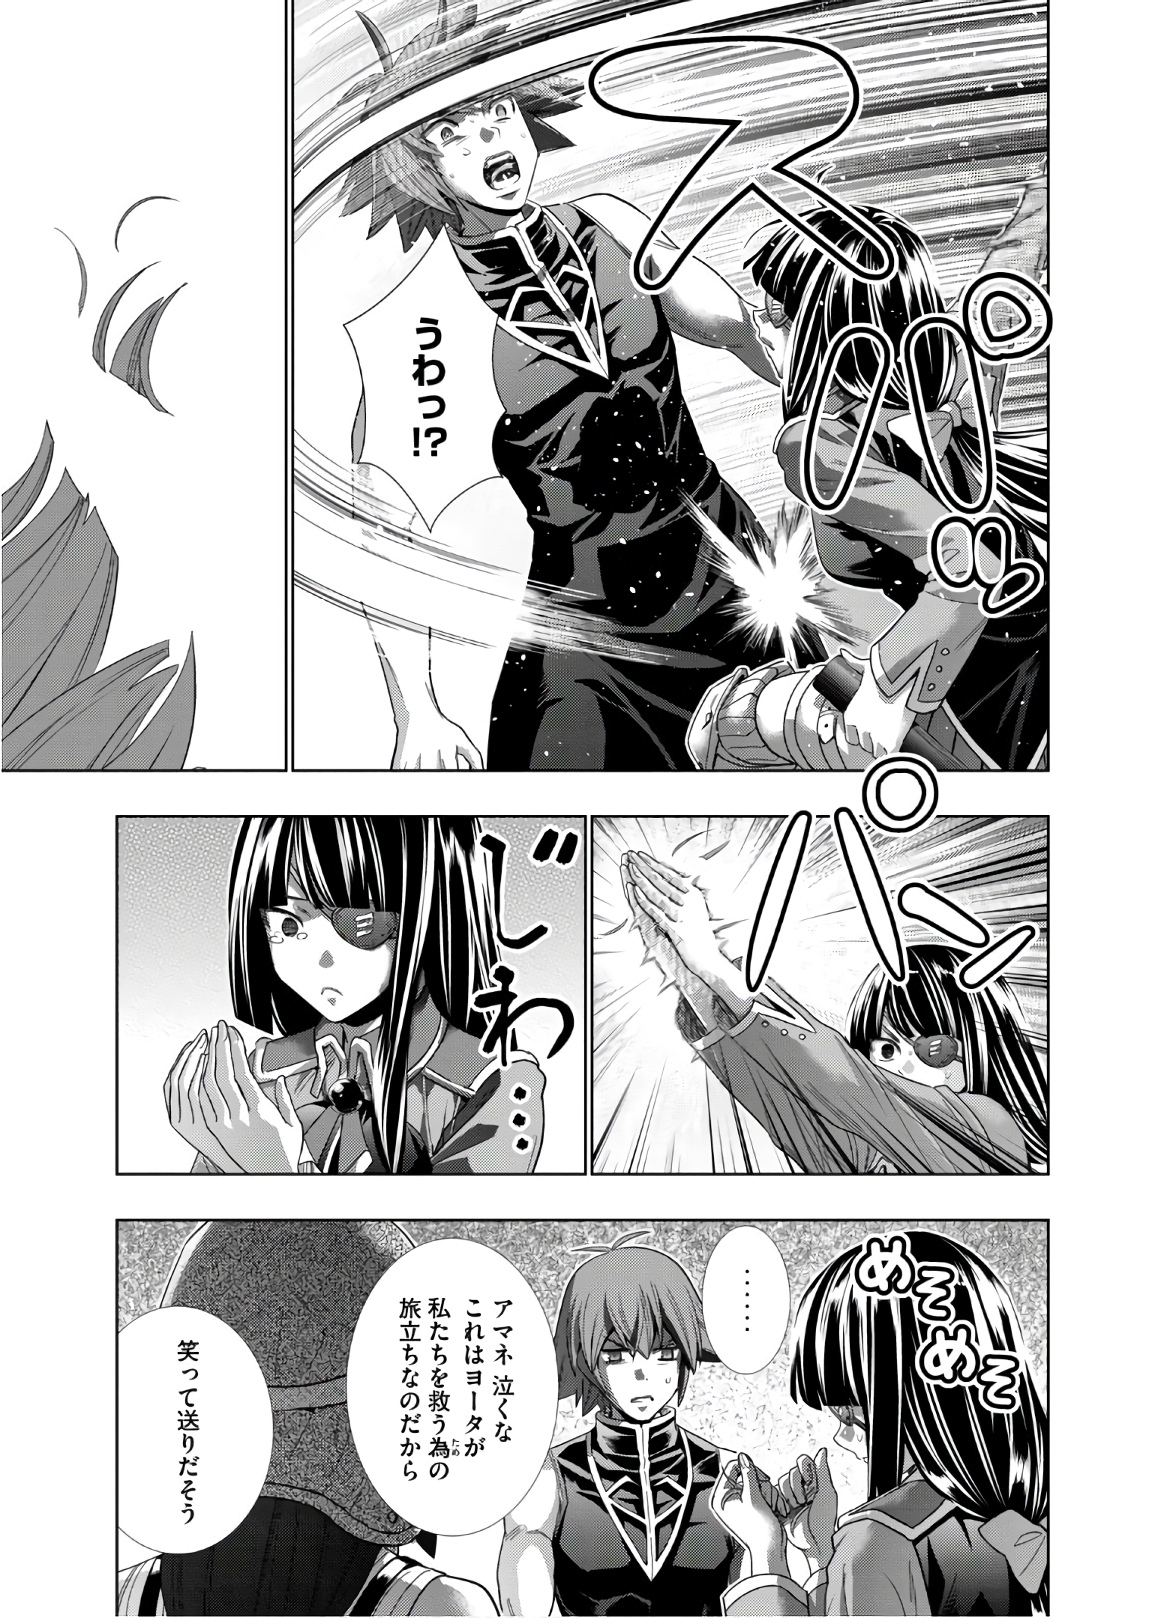 スパパッ
うわっ
!?
パン
じわ…
……
めそ
めそ
アマネ 泣くな
これはヨータが
私たちを救う為の
ため
旅立ちなのだから
笑って送りだそう